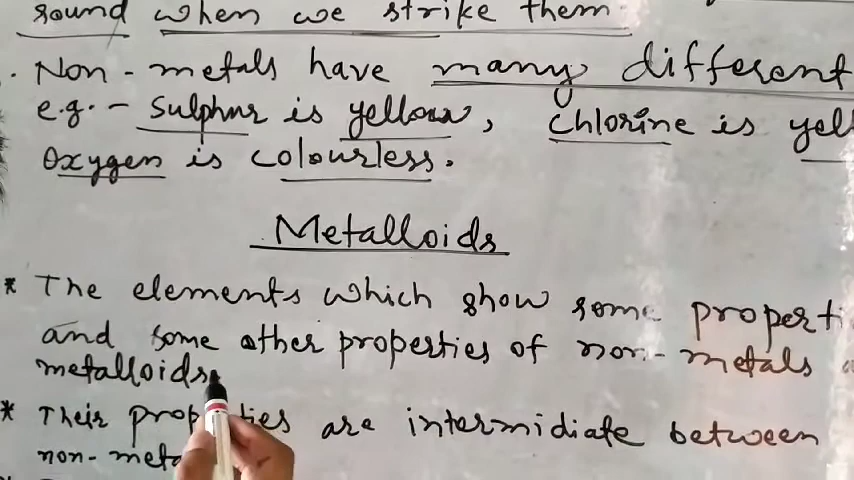 sound when we strike them.
. Non-metals have many different
e.g. - Sulphur is yellow, Chlorine is yell
Oxygen is colourless.
Metalloids
* The elements which show some properti
and some other properties of non-metals
metalloids
* Their properties are intermidiate between
non-meta